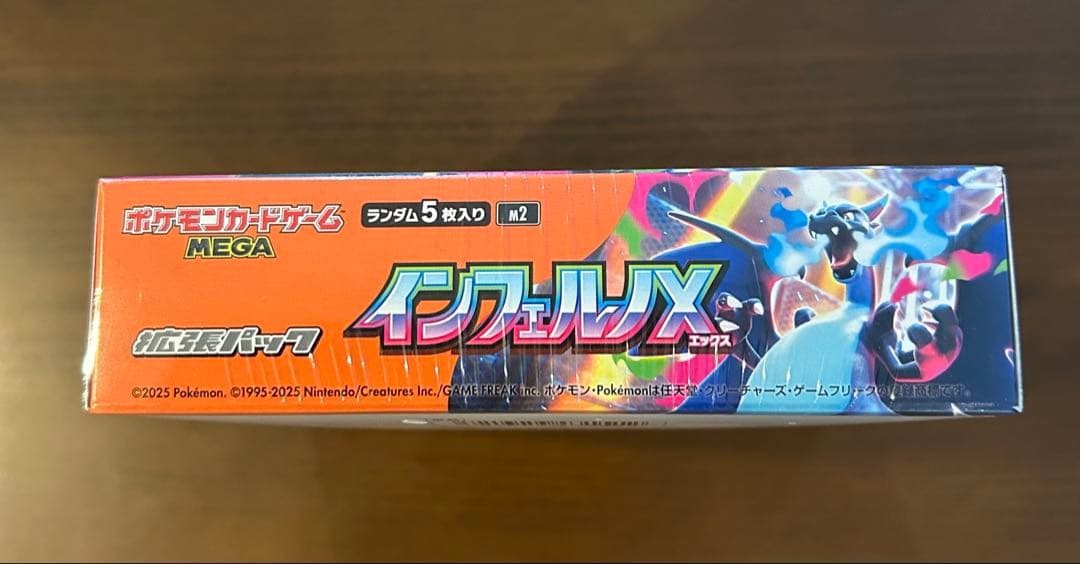 ポケモンカードゲーム
MEGA
ランダム5枚入り M2
インフェルノX
エックス
拡張パック
©2025 Pokémon. ©1995-2025 Nintendo/Creatures Inc./GAME FREAK inc. ポケモン・Pokémonは任天堂・クリーチャーズ・ゲームフリークの登録商標です。